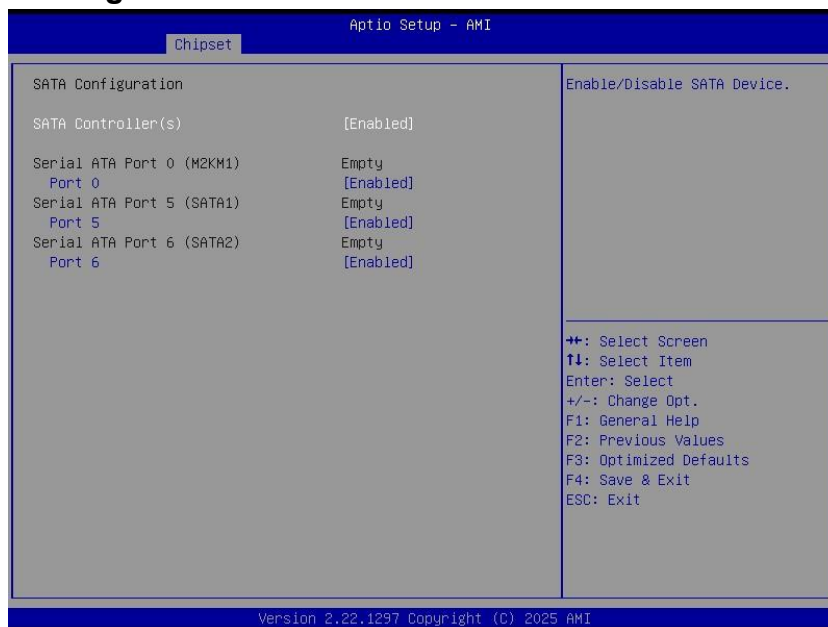 Aptio Setup - AMI
Chipset
SATA Configuration
SATA Controller(s) [Enabled]
Serial ATA Port 0 (M2KM1) Empty
Port 0 [Enabled]
Serial ATA Port 5 (SATA1) Empty
Port 5 [Enabled]
Serial ATA Port 6 (SATA2) Empty
Port 6 [Enabled]
Enable/Disable SATA Device.
→←: Select Screen
↑↓: Select Item
Enter: Select
+/-: Change Opt.
F1: General Help
F2: Previous Values
F3: Optimized Defaults
F4: Save & Exit
ESC: Exit
Version 2.22.1297 Copyright (C) 2025 AMI